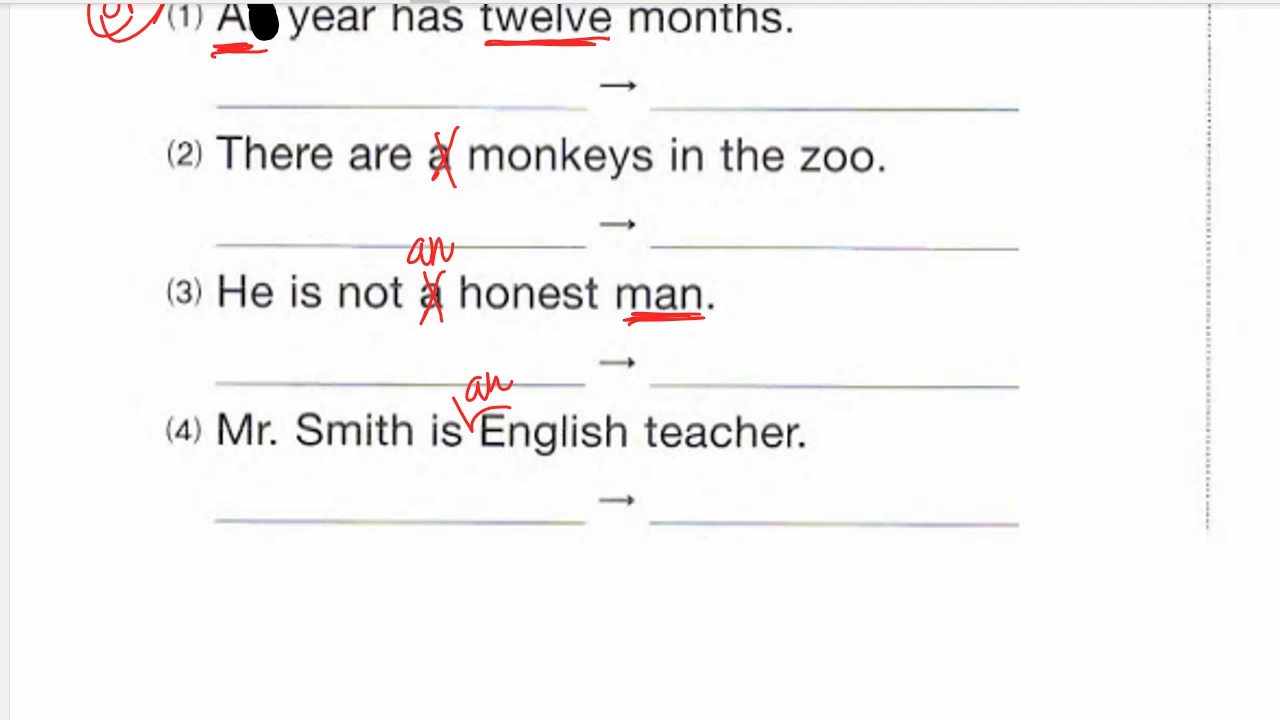 (1) A year has twelve months.
→
(2) There are a monkeys in the zoo.
→
an
(3) He is not a honest man.
→
an
(4) Mr. Smith is English teacher.
→